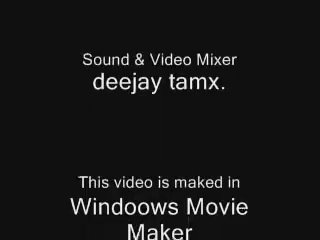 Sound & Video Mixer
deejay tamx.
This video is maked in
Windoows Movie
Maker